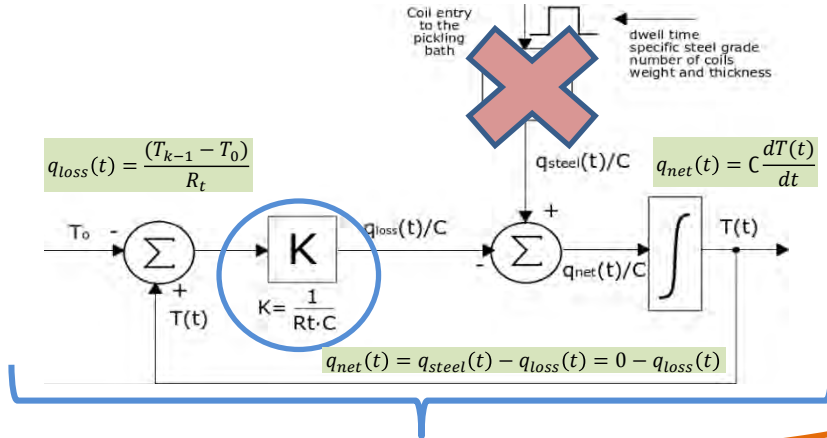 Coil entry
to the
pickling
bath
dwell time
specific steel grade
number of coils
weight and thickness
q_loss(t) = (T_{k−1} − T_0) / R_t
q_steel(t)/C
q_net(t) = C dT(t)/dt
T₀
-
Σ
+
T(t)
K
K= 1/(Rt·C)
q_loss(t)/C
+
-
Σ
q_net(t)/C
∫
T(t)
q_net(t) = q_steel(t) − q_loss(t) = 0 − q_loss(t)